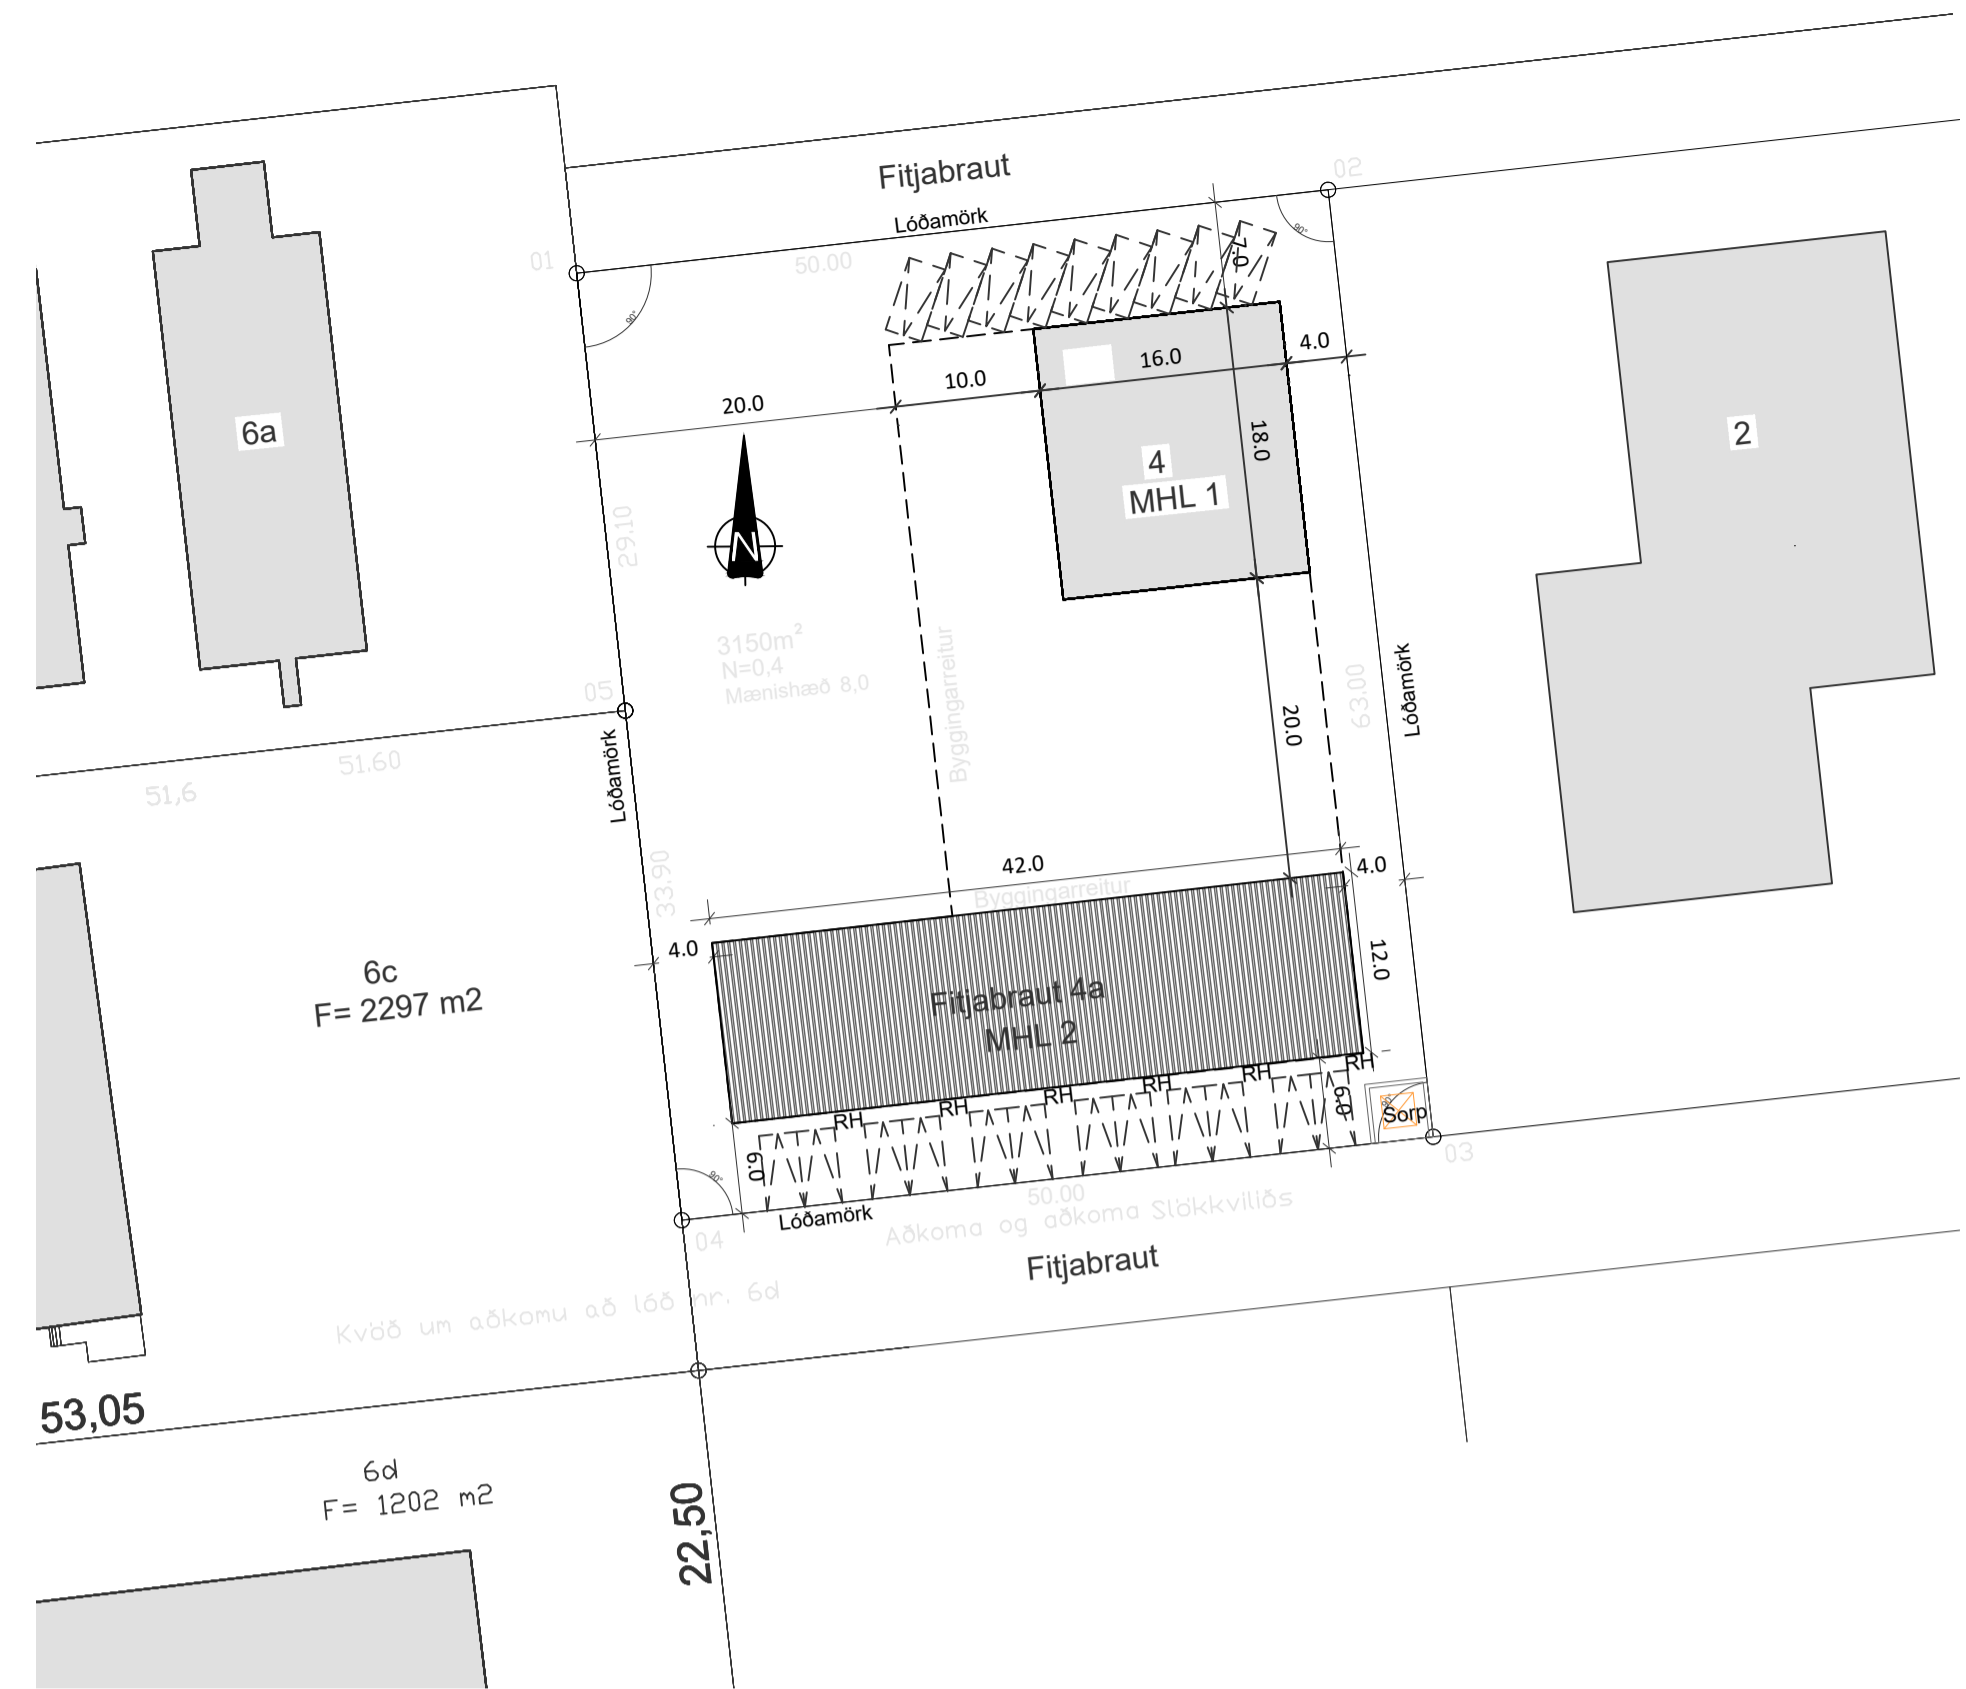 Fitjabraut
02
Lóðamörk
90°
01
50.00
7.0
90°
4.0
16.0
10.0
20.0
6a
2
4
MHL 1
18.0
N
29.10
3150m²
N=0,4
Mænishæð 8,0
Byggingarreitur
05
63.00
Lóðamörk
20.0
51.60
51,6
Lóðamörk
33.90
42.0
4.0
Byggingarreitur
4.0
12.0
6c
F= 2297 m2
Fitjabraut 4a
MHL 2
RH
RH
RH
RH
RH
RH
6.0
Sorp
6.0
90°
03
50.00
Lóðamörk
04
Aðkoma og aðkoma Slökkviliðs
Fitjabraut
Kvöð um aðkomu að lóð nr. 6d
53,05
6d
F= 1202 m2
22,50